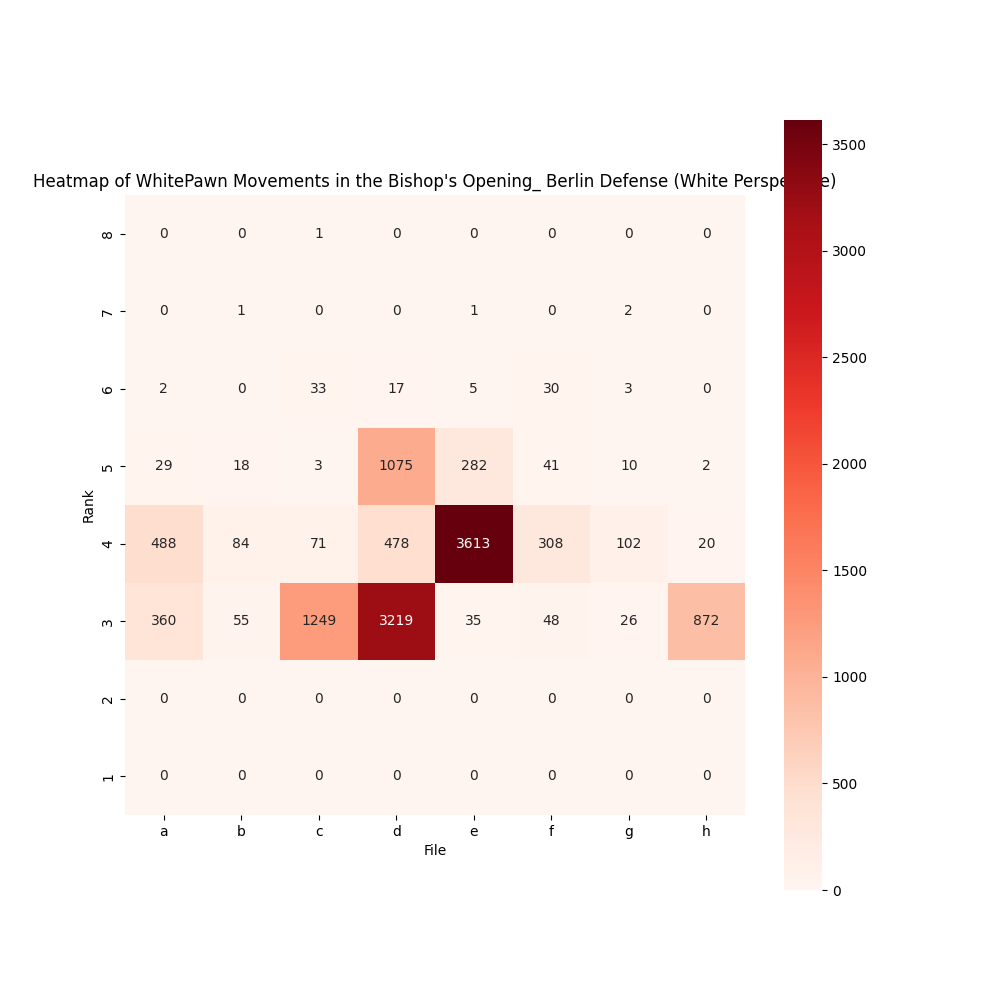 Heatmap of WhitePawn Movements in the Bishop's Opening_ Berlin Defense (White Perspe e)
3500
3000
2500
2000
1500
1000
500
0
Rank
8 0 0 1 0 0 0 0 0
7 0 1 0 0 1 0 2 0
6 2 0 33 17 5 30 3 0
5 29 18 3 1075 282 41 10 2
4 488 84 71 478 3613 308 102 20
3 360 55 1249 3219 35 48 26 872
2 0 0 0 0 0 0 0 0
1 0 0 0 0 0 0 0 0
a b c d e f g h
File